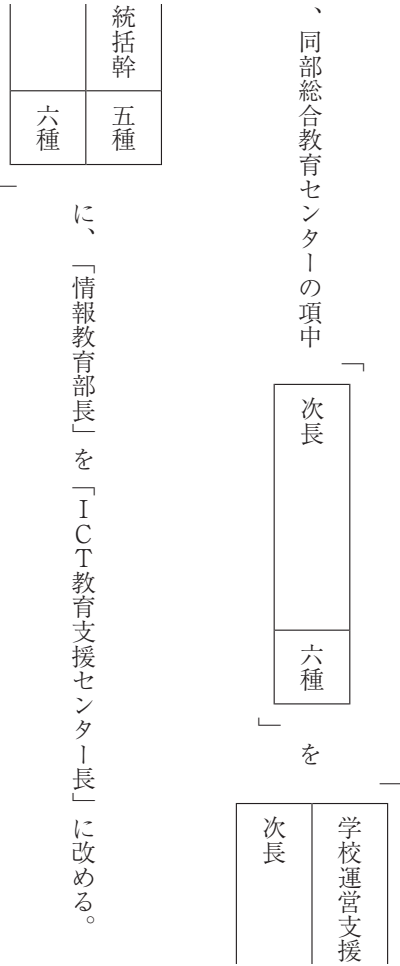 、同部総合教育センターの項中「
次長
六種
」を「
学校運営支援
次長
統括幹
五種
六種
」に、「情報教育部長」を「ICT教育支援センター長」に改める。